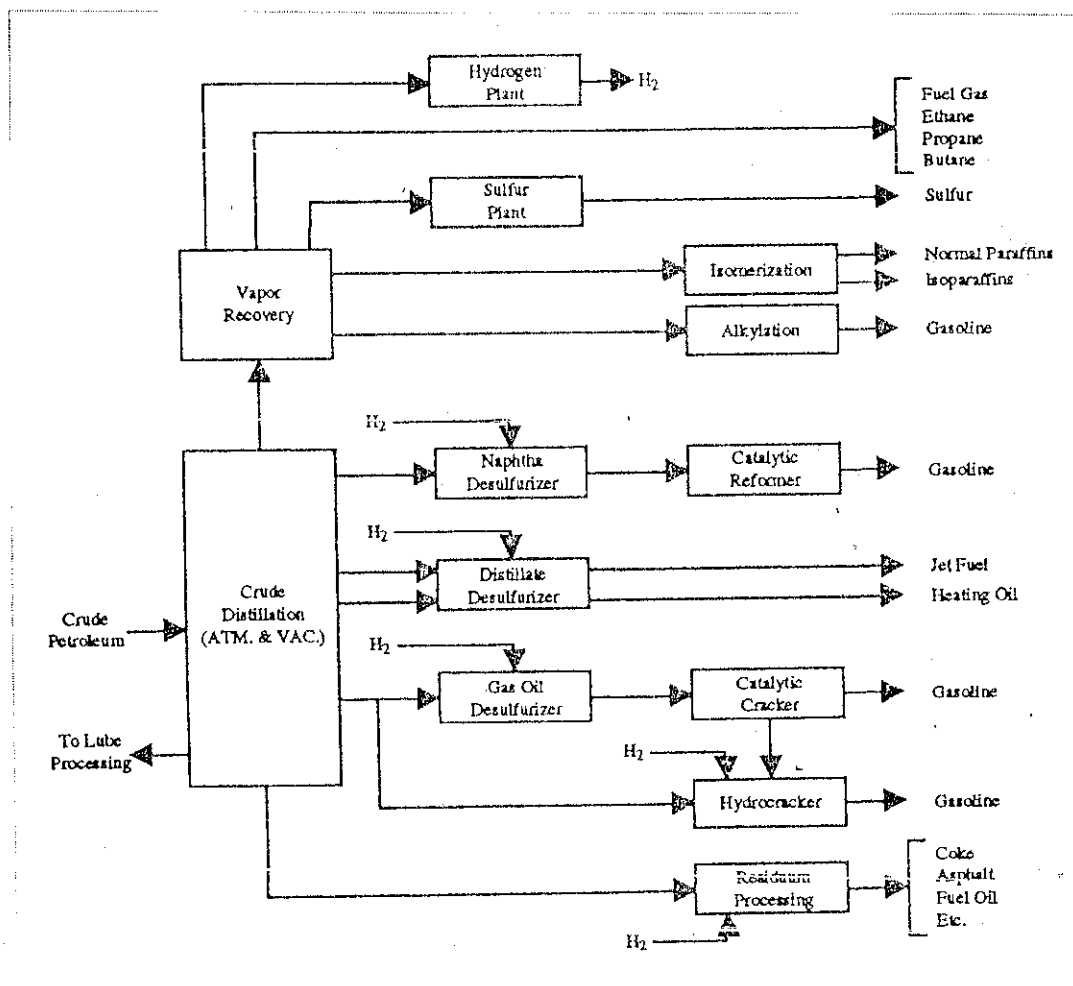 Hydrogen
Plant
H2
Fuel Gas
Ethane
Propane
Butane
Sulfur
Plant
Sulfur
Vapor
Recovery
Isomerization
Normal Paraffins
Isoparaffins
Alkylation
Gasoline
H2
Naphtha
Desulfurizer
Catalytic
Reformer
Gasoline
H2
Distillate
Desulfurizer
Jet Fuel
Heating Oil
Crude
Distillation
(ATM. & VAC.)
Crude
Petroleum
H2
Gas Oil
Desulfurizer
Catalytic
Cracker
Gasoline
To Lube
Processing
H2
Hydrocracker
Gasoline
Residuum
Processing
Coke
Asphalt
Fuel Oil
Etc.
H2